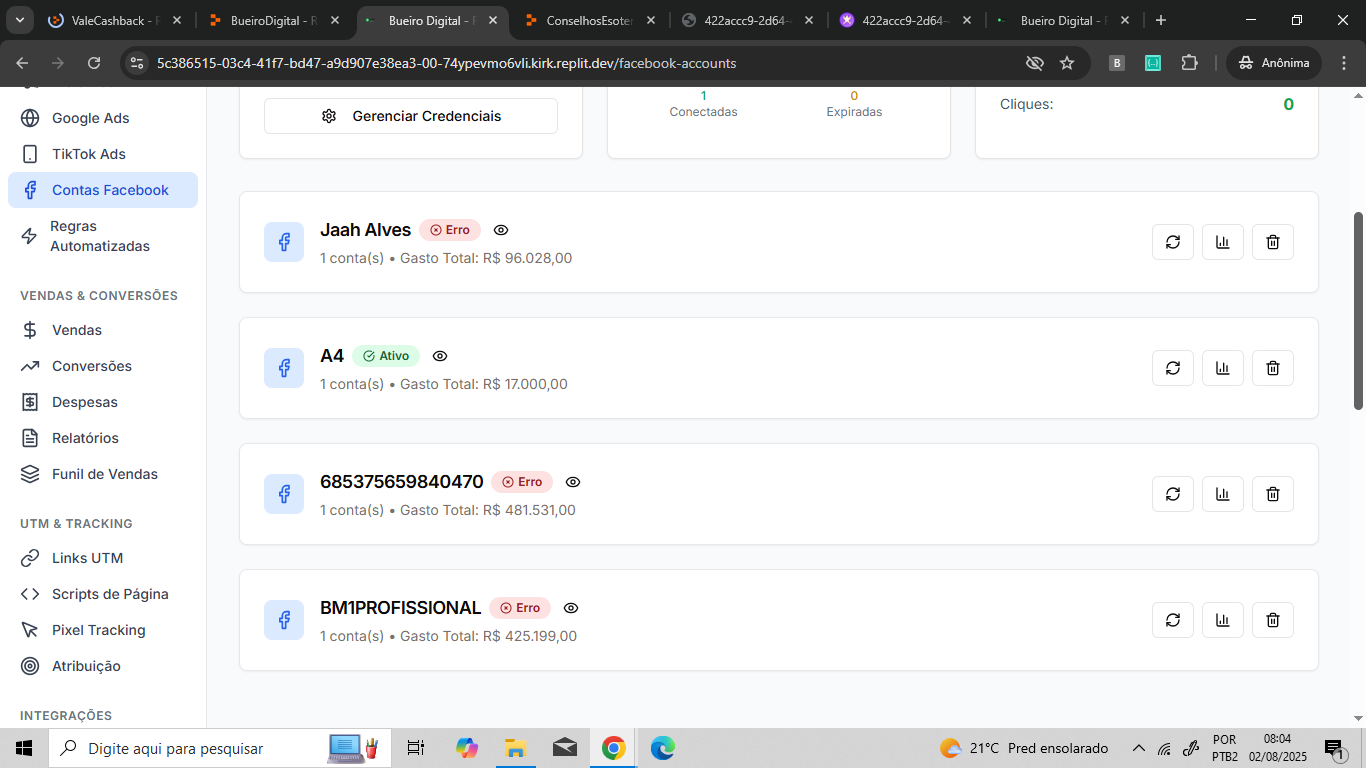 ValeCashback - R
BueiroDigital - R
Bueiro Digital - F
ConselhosEsoter
422accc9-2d64-
422accc9-2d64-
Bueiro Digital - F
5c386515-03c4-41f7-bd47-a9d907e38ea3-00-74ypevmo6vli.kirk.replit.dev/facebook-accounts
B
Anônima
Google Ads
TikTok Ads
Contas Facebook
Regras
Automatizadas
VENDAS & CONVERSÕES
Vendas
Conversões
Despesas
Relatórios
Funil de Vendas
UTM & TRACKING
Links UTM
Scripts de Página
Pixel Tracking
Atribuição
INTEGRAÇÕES
Gerenciar Credenciais
1
Conectadas
0
Expiradas
Cliques:
0
Jaah Alves
Erro
1 conta(s) • Gasto Total: R$ 96.028,00
A4
Ativo
1 conta(s) • Gasto Total: R$ 17.000,00
685375659840470
Erro
1 conta(s) • Gasto Total: R$ 481.531,00
BM1PROFISSIONAL
Erro
1 conta(s) • Gasto Total: R$ 425.199,00
Digite aqui para pesquisar
21°C Pred ensolarado
POR
PTB2
08:04
02/08/2025
1